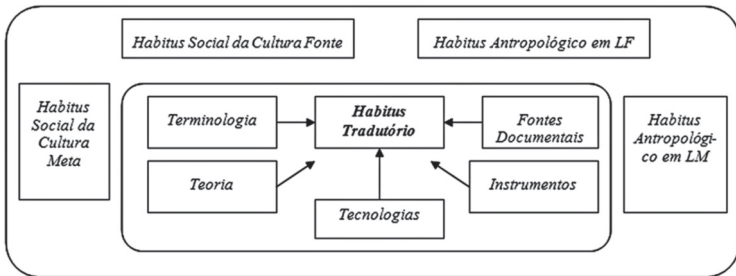 Habitus Social da Cultura Fonte
Habitus Antropológico em LF
Habitus
Social da
Cultura
Meta
Terminologia
Habitus
Tradutório
Fontes
Documentais
Habitus
Antropológi-
co em LM
Teoria
Tecnologias
Instrumentos